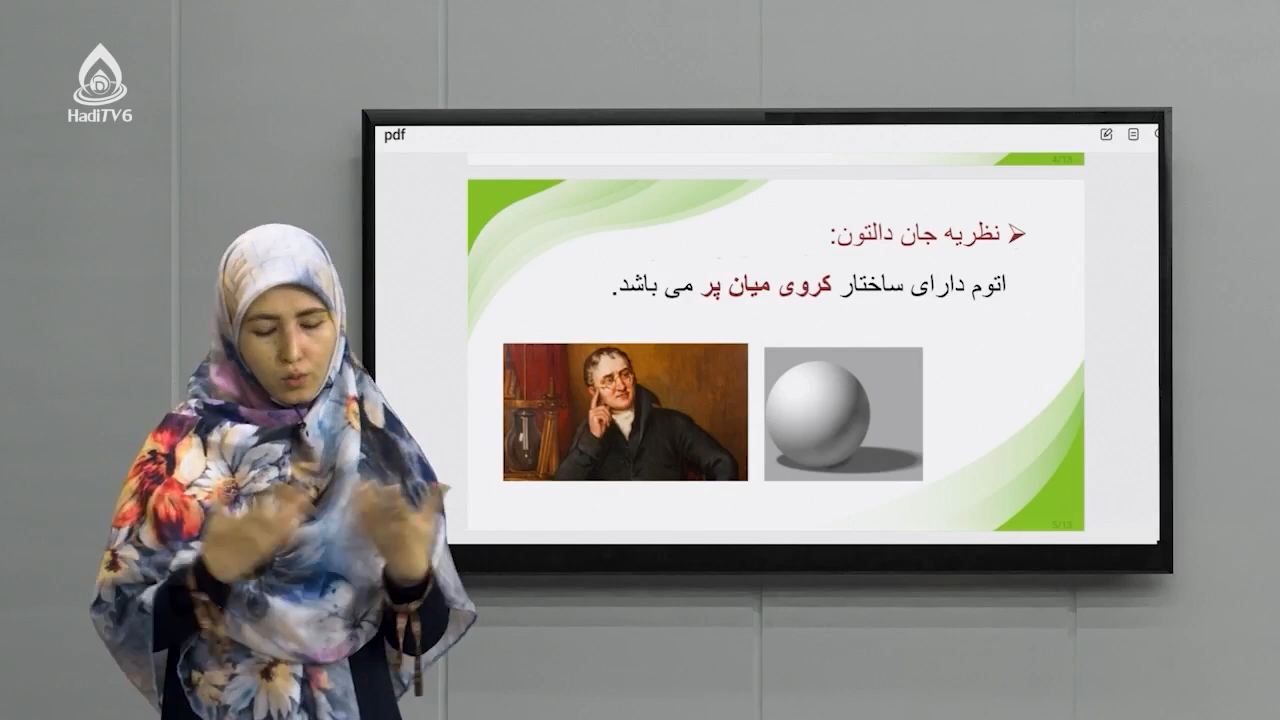 HadiTV6
pdf
4/13
نظریه جان دالتون:
اتوم دارای ساختار کروی میان پر می باشد.
5/13